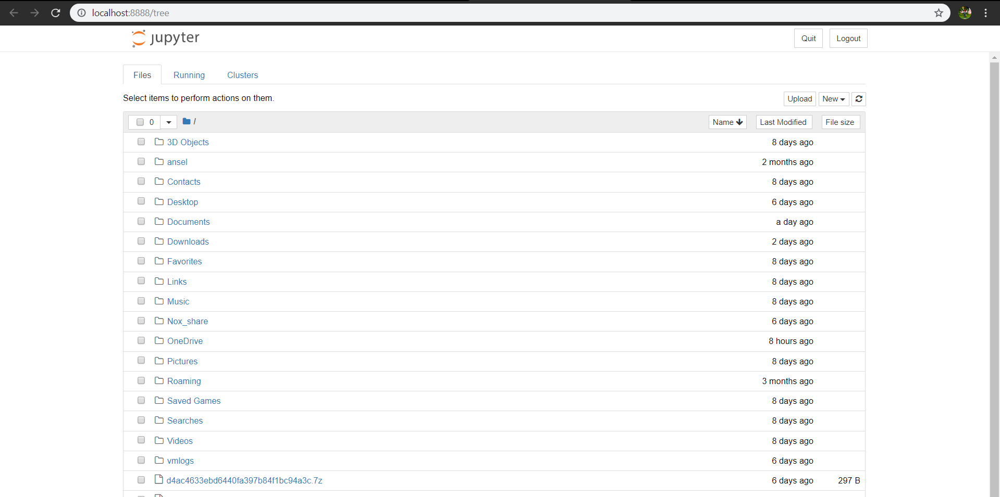 localhost:8888/tree
jupyter
Quit Logout
Files Running Clusters
Select items to perform actions on them.
Upload New
0 / Name Last Modified File size
3D Objects 8 days ago
ansel 2 months ago
Contacts 8 days ago
Desktop 6 days ago
Documents a day ago
Downloads 2 days ago
Favorites 8 days ago
Links 8 days ago
Music 8 days ago
Nox_share 6 days ago
OneDrive 8 hours ago
Pictures 8 days ago
Roaming 3 months ago
Saved Games 8 days ago
Searches 8 days ago
Videos 8 days ago
vmlogs 6 days ago
d4ac4633ebd6440fa397b84f1bc94a3c.7z 6 days ago 297 B